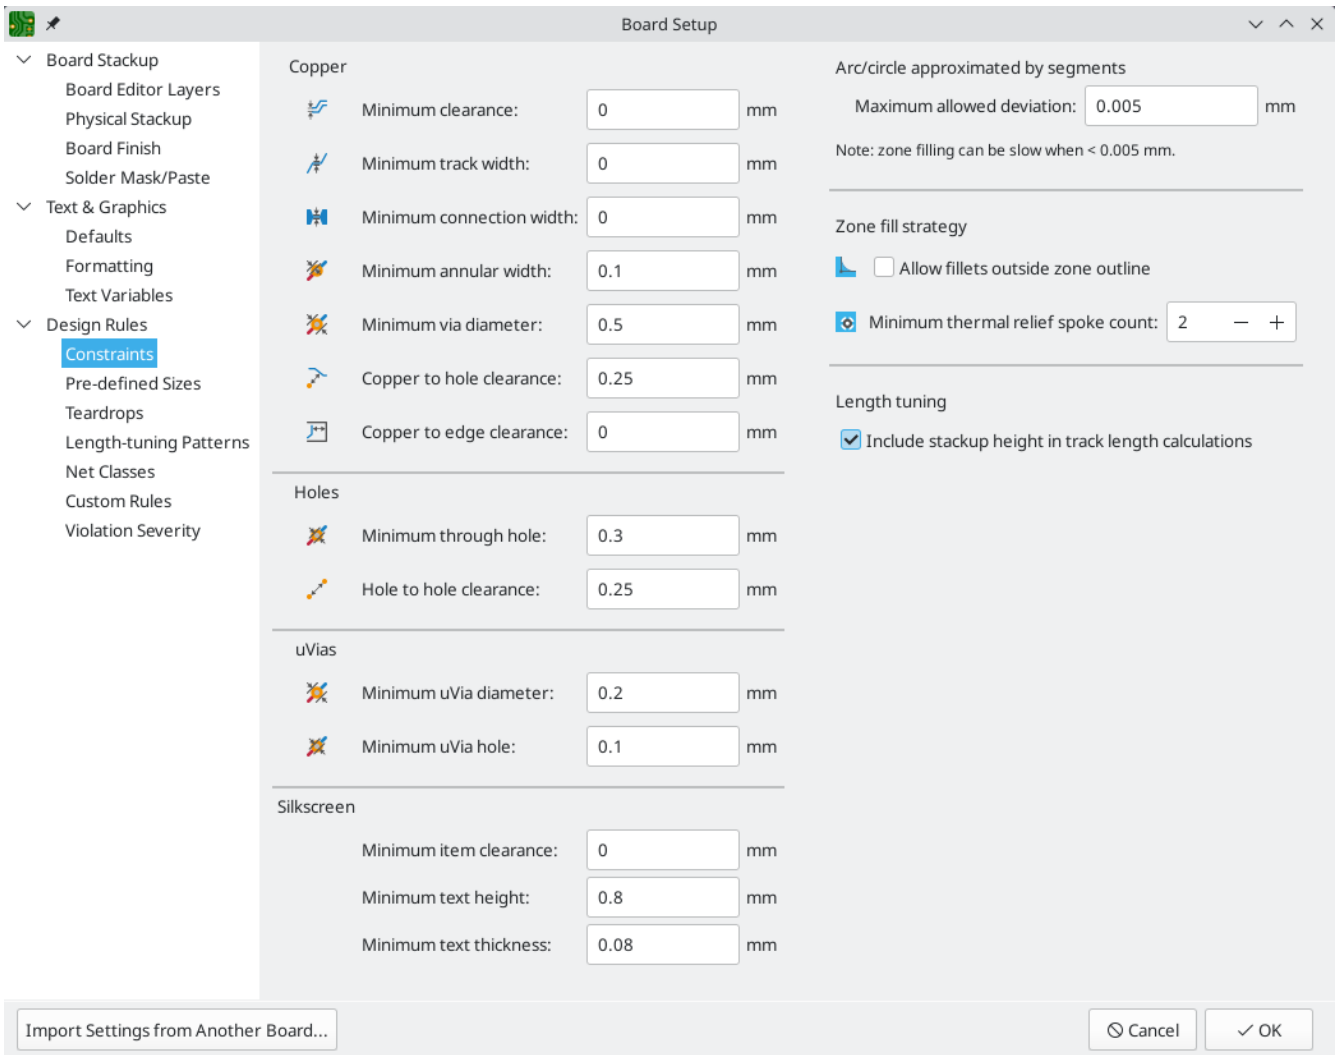 Board Setup
Board Stackup
Board Editor Layers
Physical Stackup
Board Finish
Solder Mask/Paste
Text & Graphics
Defaults
Formatting
Text Variables
Design Rules
Constraints
Pre-defined Sizes
Teardrops
Length-tuning Patterns
Net Classes
Custom Rules
Violation Severity
Copper
Minimum clearance: 0 mm
Minimum track width: 0 mm
Minimum connection width: 0 mm
Minimum annular width: 0.1 mm
Minimum via diameter: 0.5 mm
Copper to hole clearance: 0.25 mm
Copper to edge clearance: 0 mm
Holes
Minimum through hole: 0.3 mm
Hole to hole clearance: 0.25 mm
uVias
Minimum uVia diameter: 0.2 mm
Minimum uVia hole: 0.1 mm
Silkscreen
Minimum item clearance: 0 mm
Minimum text height: 0.8 mm
Minimum text thickness: 0.08 mm
Arc/circle approximated by segments
Maximum allowed deviation: 0.005 mm
Note: zone filling can be slow when < 0.005 mm.
Zone fill strategy
Allow fillets outside zone outline
Minimum thermal relief spoke count: 2
Length tuning
Include stackup height in track length calculations
Import Settings from Another Board...
Cancel
OK